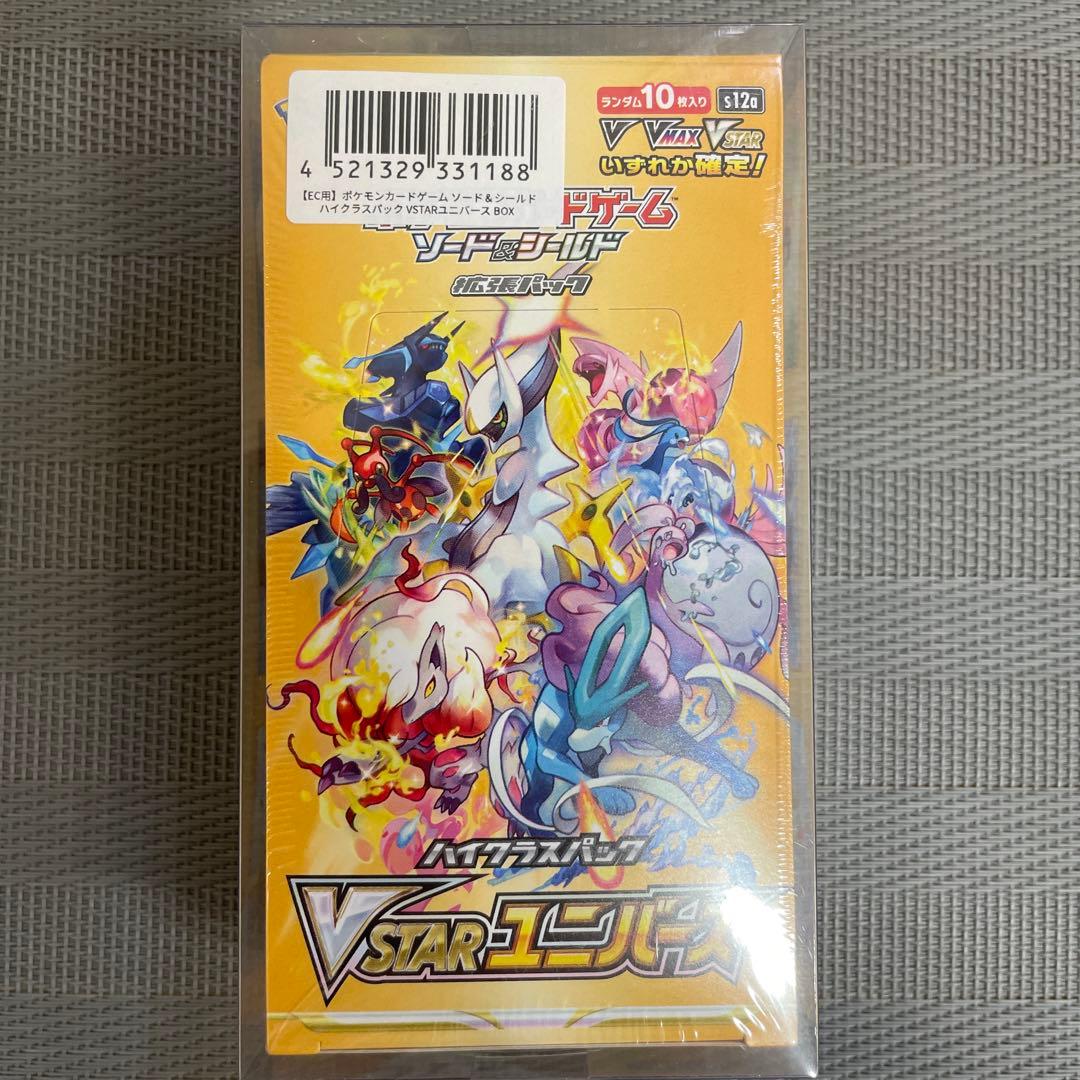 4 521329 331188
【EC用】ポケモンカードゲーム ソード&シールド
ハイクラスパック VSTARユニバース BOX
ランダム10枚入り s12a
V VMAX VSTAR
いずれか確定!
ドゲーム™
ソード&シールド
拡張パック
ハイクラスパック
VSTARユニバース